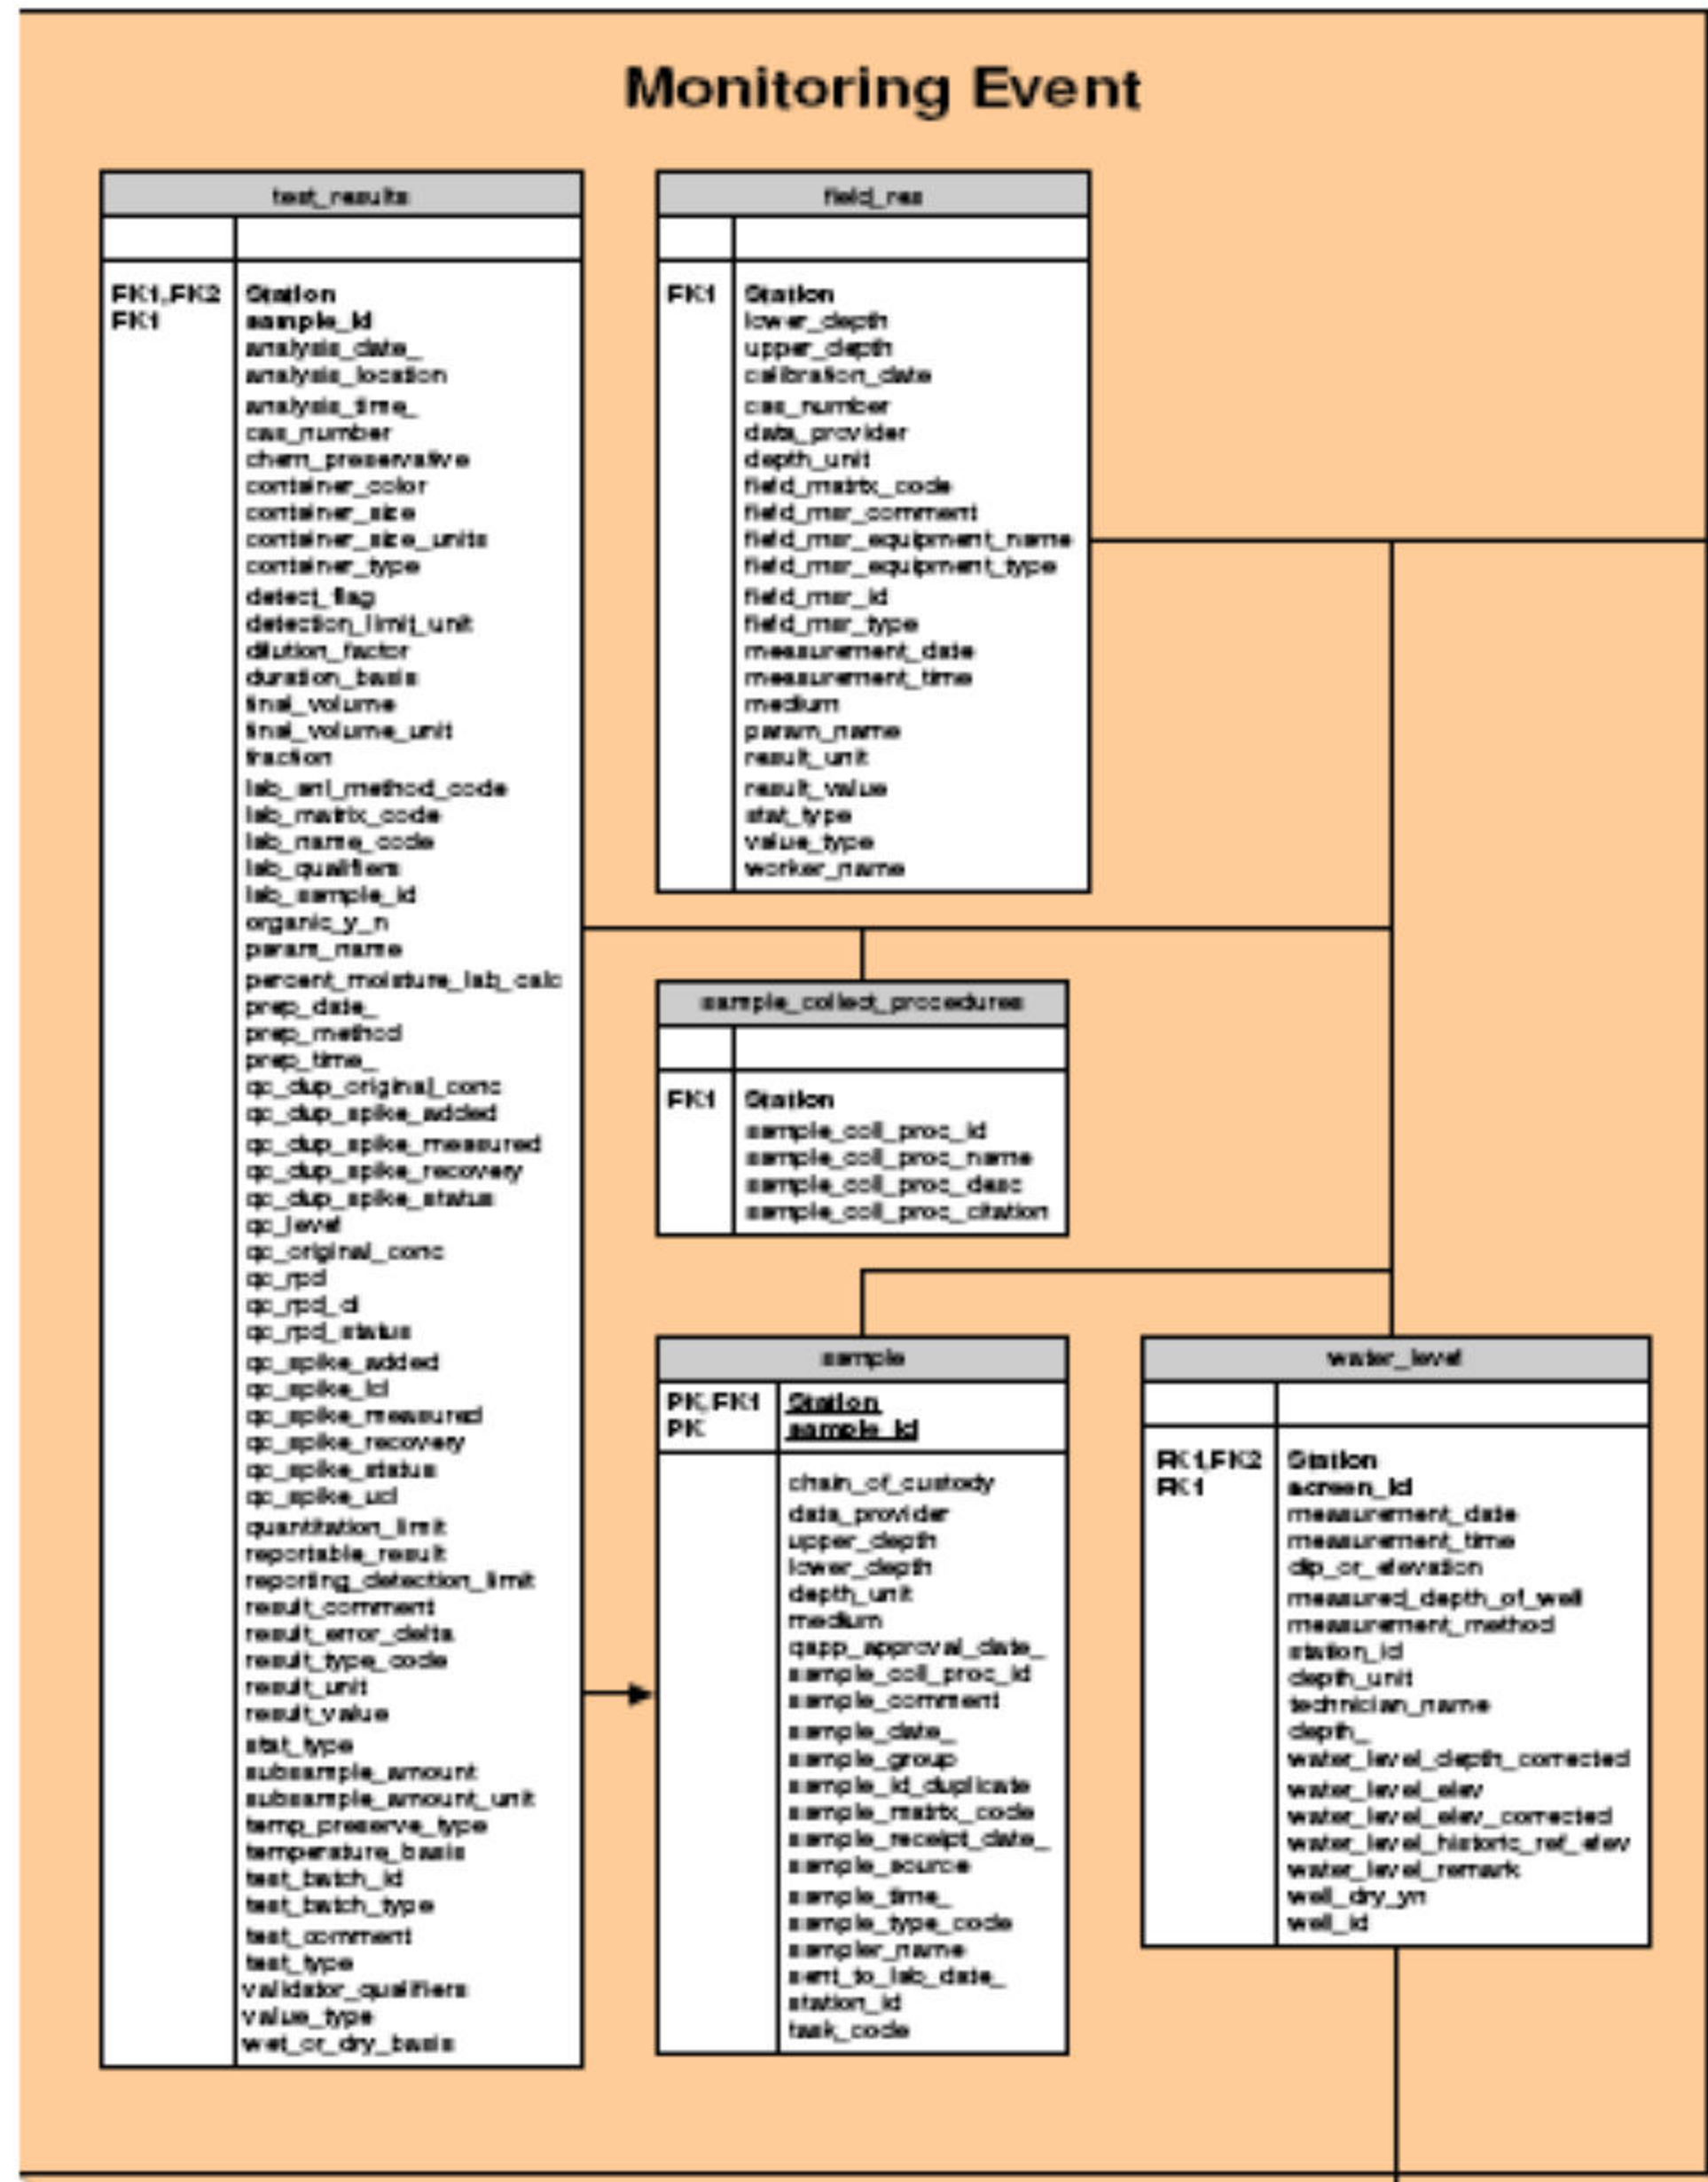 Monitoring Event
test_results
FK1,FK2 Station
FK1 sample_id
analysis_date_
analysis_location
analysis_time_
cas_number
chem_preservative
container_color
container_size
container_size_units
container_type
detect_flag
detection_limit_unit
dilution_factor
duration_basis
final_volume
final_volume_unit
fraction
lab_anl_method_code
lab_matrix_code
lab_name_code
lab_qualifiers
lab_sample_id
organic_y_n
param_name
percent_moisture_lab_calc
prep_date_
prep_method
prep_time_
qc_dup_original_conc
qc_dup_spike_added
qc_dup_spike_measured
qc_dup_spike_recovery
qc_dup_spike_status
qc_level
qc_original_conc
qc_rpd
qc_rpd_cl
qc_rpd_status
qc_spike_added
qc_spike_lcl
qc_spike_measured
qc_spike_recovery
qc_spike_status
qc_spike_ucl
quantitation_limit
reportable_result
reporting_detection_limit
result_comment
result_error_delta
result_type_code
result_unit
result_value
stat_type
subsample_amount
subsample_amount_unit
temp_preserve_type
temperature_basis
test_batch_id
test_batch_type
test_comment
test_type
validator_qualifiers
value_type
wet_or_dry_basis
field_res
FK1 Station
lower_depth
upper_depth
calibration_date
cas_number
data_provider
depth_unit
field_matrix_code
field_msr_comment
field_msr_equipment_name
field_msr_equipment_type
field_msr_id
field_msr_type
measurement_date
measurement_time
medium
param_name
result_unit
result_value
stat_type
value_type
worker_name
sample_collect_procedures
FK1 Station
sample_coll_proc_id
sample_coll_proc_name
sample_coll_proc_desc
sample_coll_proc_citation
sample
PK,FK1 Station
PK sample_id
chain_of_custody
data_provider
upper_depth
lower_depth
depth_unit
medium
qapp_approval_date_
sample_coll_proc_id
sample_comment
sample_date_
sample_group
sample_id_duplicate
sample_matrix_code
sample_receipt_date_
sample_source
sample_time_
sample_type_code
sampler_name
sent_to_lab_date_
station_id
task_code
water_level
FK1,FK2 Station
FK1 screen_id
measurement_date
measurement_time
dip_or_elevation
measured_depth_of_well
measurement_method
station_id
depth_unit
technician_name
depth_
water_level_depth_corrected
water_level_elev
water_level_elev_corrected
water_level_historic_ref_elev
water_level_remark
well_dry_yn
well_id